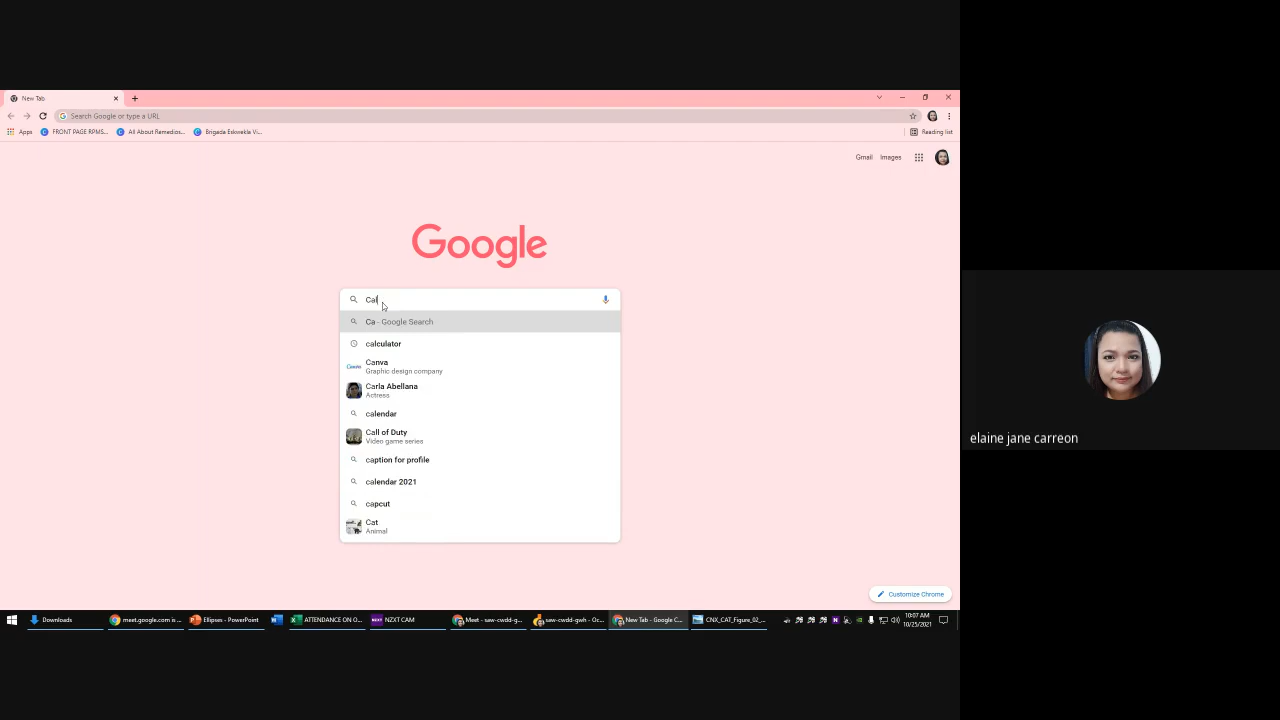 New Tab
Search Google or type a URL
Apps
FRONT PAGE RPMS...
All About Remedios...
Brigada Eskwekla Vi...
Reading list
Gmail
Images
Google
Cal
Ca - Google Search
calculator
Canva
Graphic design company
Carla Abellana
Actress
calendar
Call of Duty
Video game series
caption for profile
calendar 2021
capcut
Cat
Animal
Customize Chrome
elaine jane carreon
Downloads
meet.google.com is ...
Ellipses - PowerPoint
ATTENDANCE ON O...
NZXT CAM
Meet - saw-cwdd-g...
saw-cwdd-gwh - Oc...
New Tab - Google C...
CNX_CAT_Figure_02_...
10:07 AM
10/25/2021